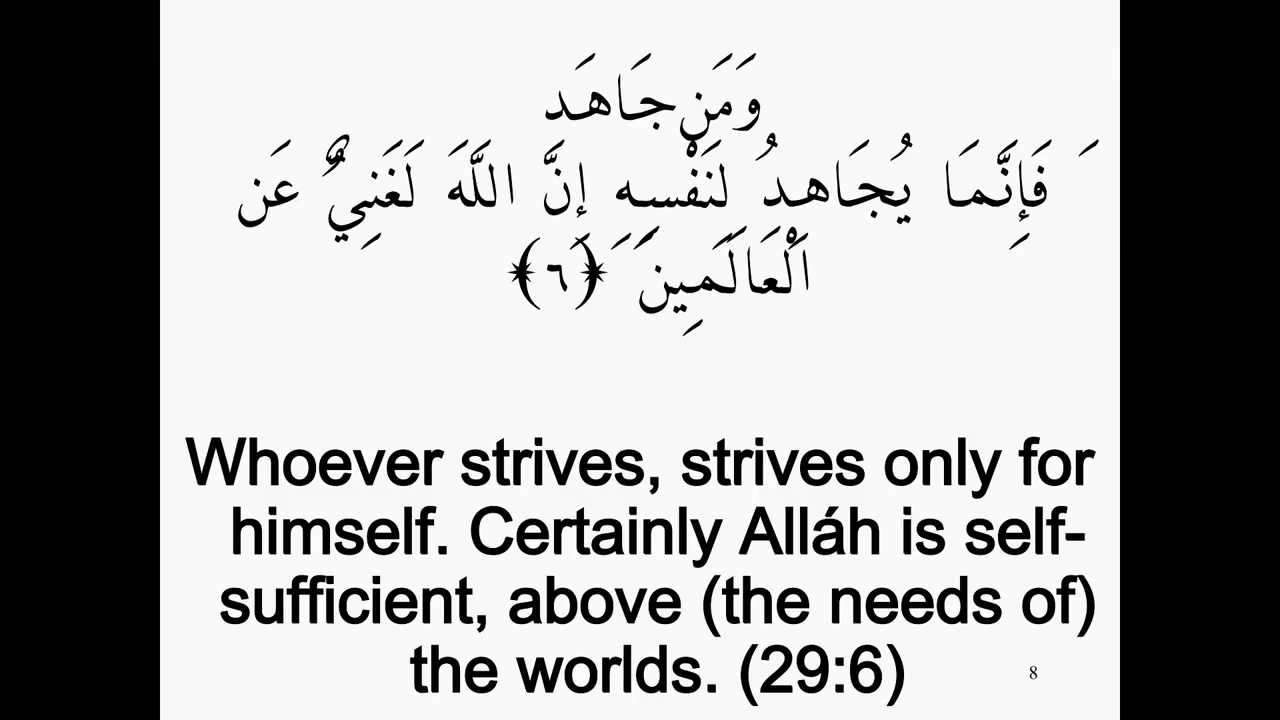 وَمَن جَاهَد
َ فَإِنَّمَا يُجَاهِدُ لِنَفْسِهِ إِنَّ اللَّهَ لَغَنِيٌّ عَن
الْعَالَمِينَ ﴿٦﴾
Whoever strives, strives only for
himself. Certainly Alláh is self-
sufficient, above (the needs of)
the worlds. (29:6)
8